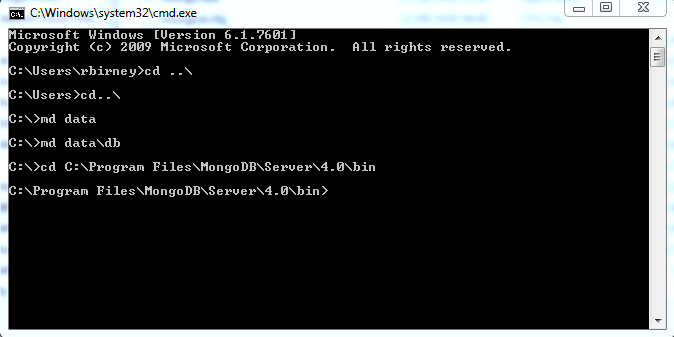 C:\Windows\system32\cmd.exe
Microsoft Windows [Version 6.1.7601]
Copyright (c) 2009 Microsoft Corporation.  All rights reserved.
C:\Users\rbirney>cd ..\
C:\Users>cd..\
C:\>md data
C:\>md data\db
C:\>cd C:\Program Files\MongoDB\Server\4.0\bin
C:\Program Files\MongoDB\Server\4.0\bin>